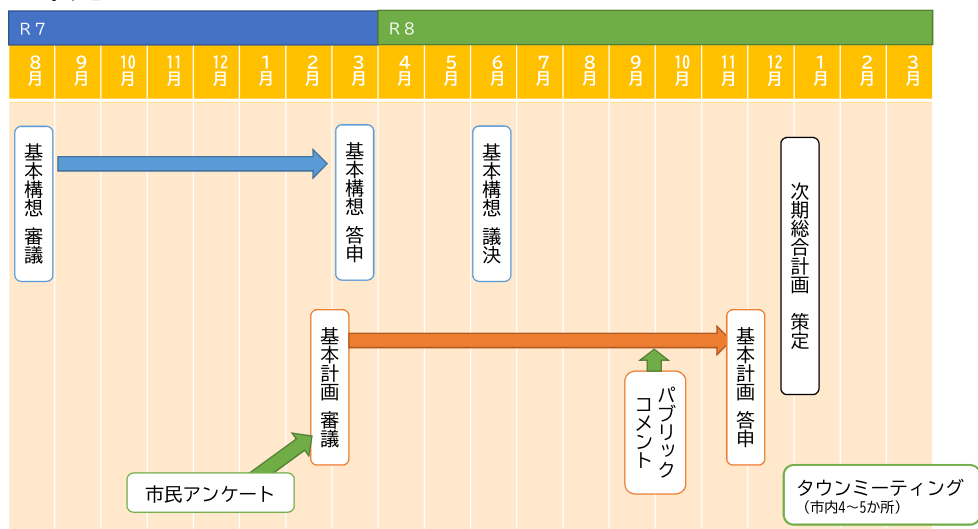 R7
R8
8月
9月
10月
11月
12月
1月
2月
3月
4月
5月
6月
7月
8月
9月
10月
11月
12月
1月
2月
3月
基本構想 審議
基本構想 答申
基本構想 議決
次期総合計画 策定
基本計画 審議
パブリック
コメント
基本計画 答申
市民アンケート
タウンミーティング
(市内4~5か所)